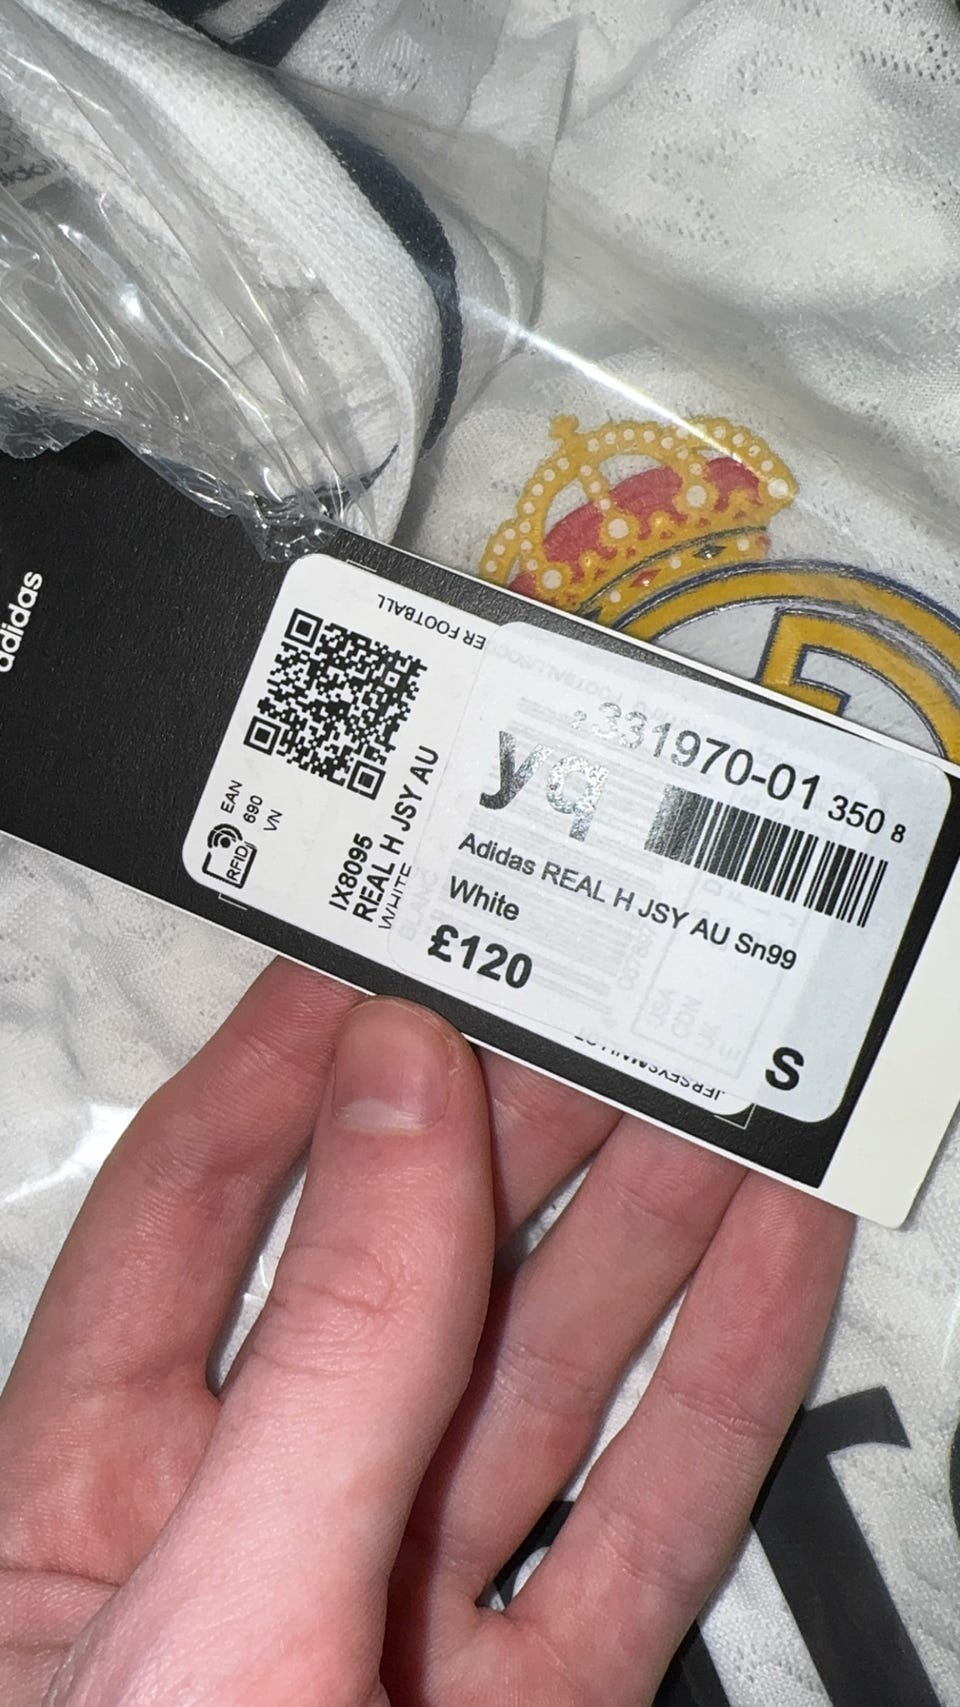 adidas
ER FOOTBALL
EAN
690
VN
RFID
IX8095
REAL H JSY AU
WHITE
331970-01 350 8
yq
Adidas REAL H JSY AU Sn99
White
£120
S